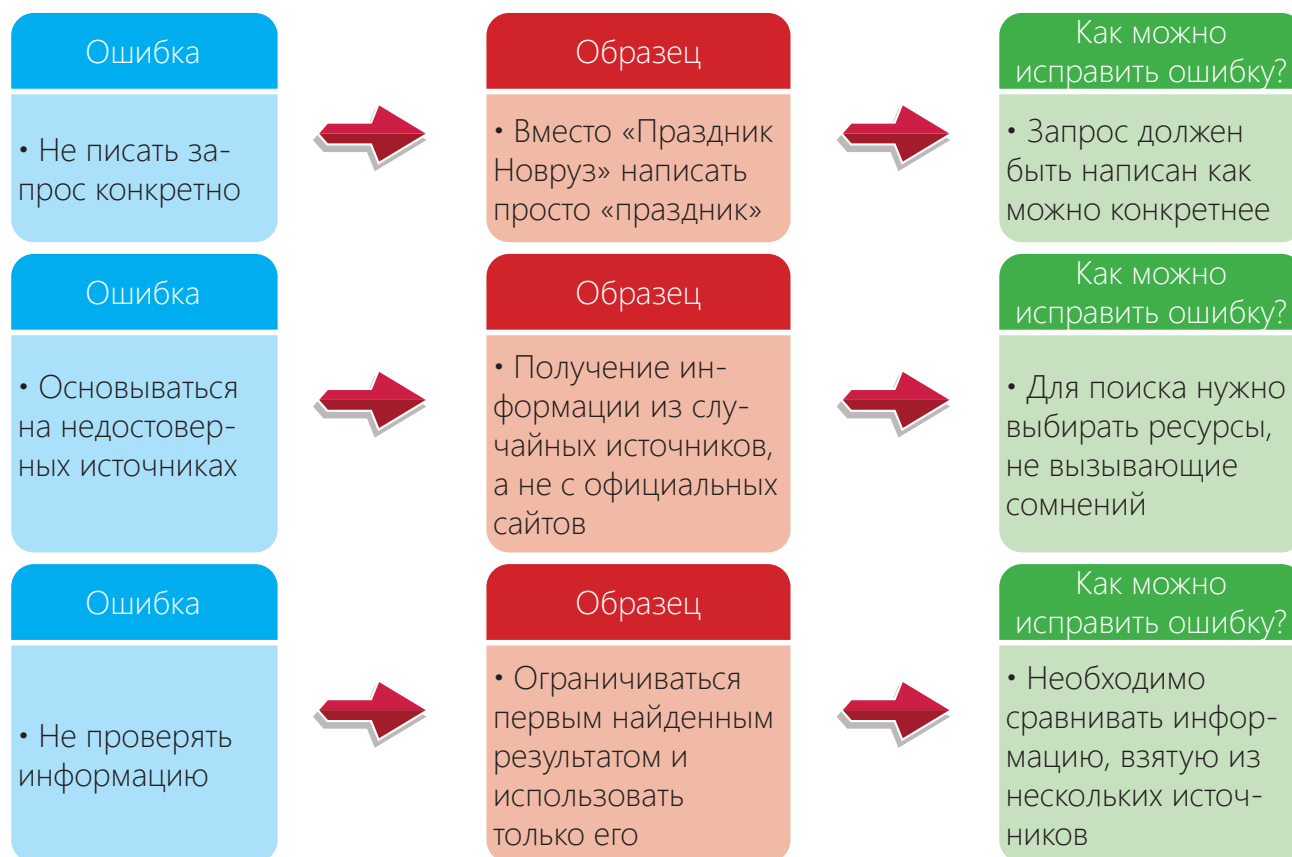 Ошибка
• Не писать за-
прос конкретно
Образец
• Вместо «Праздник
Новруз» написать
просто «праздник»
Как можно
исправить ошибку?
• Запрос должен
быть написан как
можно конкретнее
Ошибка
• Основываться
на недостовер-
ных источниках
Образец
• Получение ин-
формации из слу-
чайных источников,
а не с официальных
сайтов
Как можно
исправить ошибку?
• Для поиска нужно
выбирать ресурсы,
не вызывающие
сомнений
Ошибка
• Не проверять
информацию
Образец
• Ограничиваться
первым найденным
результатом и
использовать
только его
Как можно
исправить ошибку?
• Необходимо
сравнивать инфор-
мацию, взятую из
нескольких источ-
ников